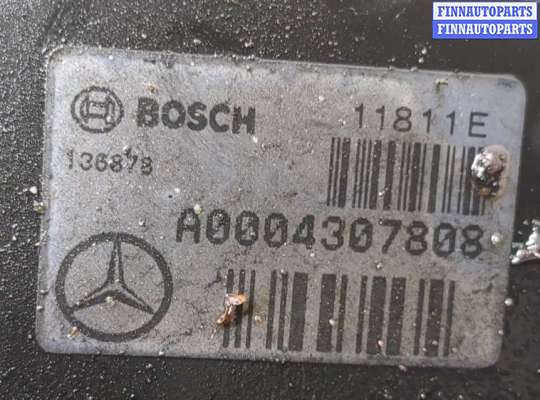 FINNAUTOPARTS
FINNAUTOPARTS
BOSCH 11811E
136878
A0004307808